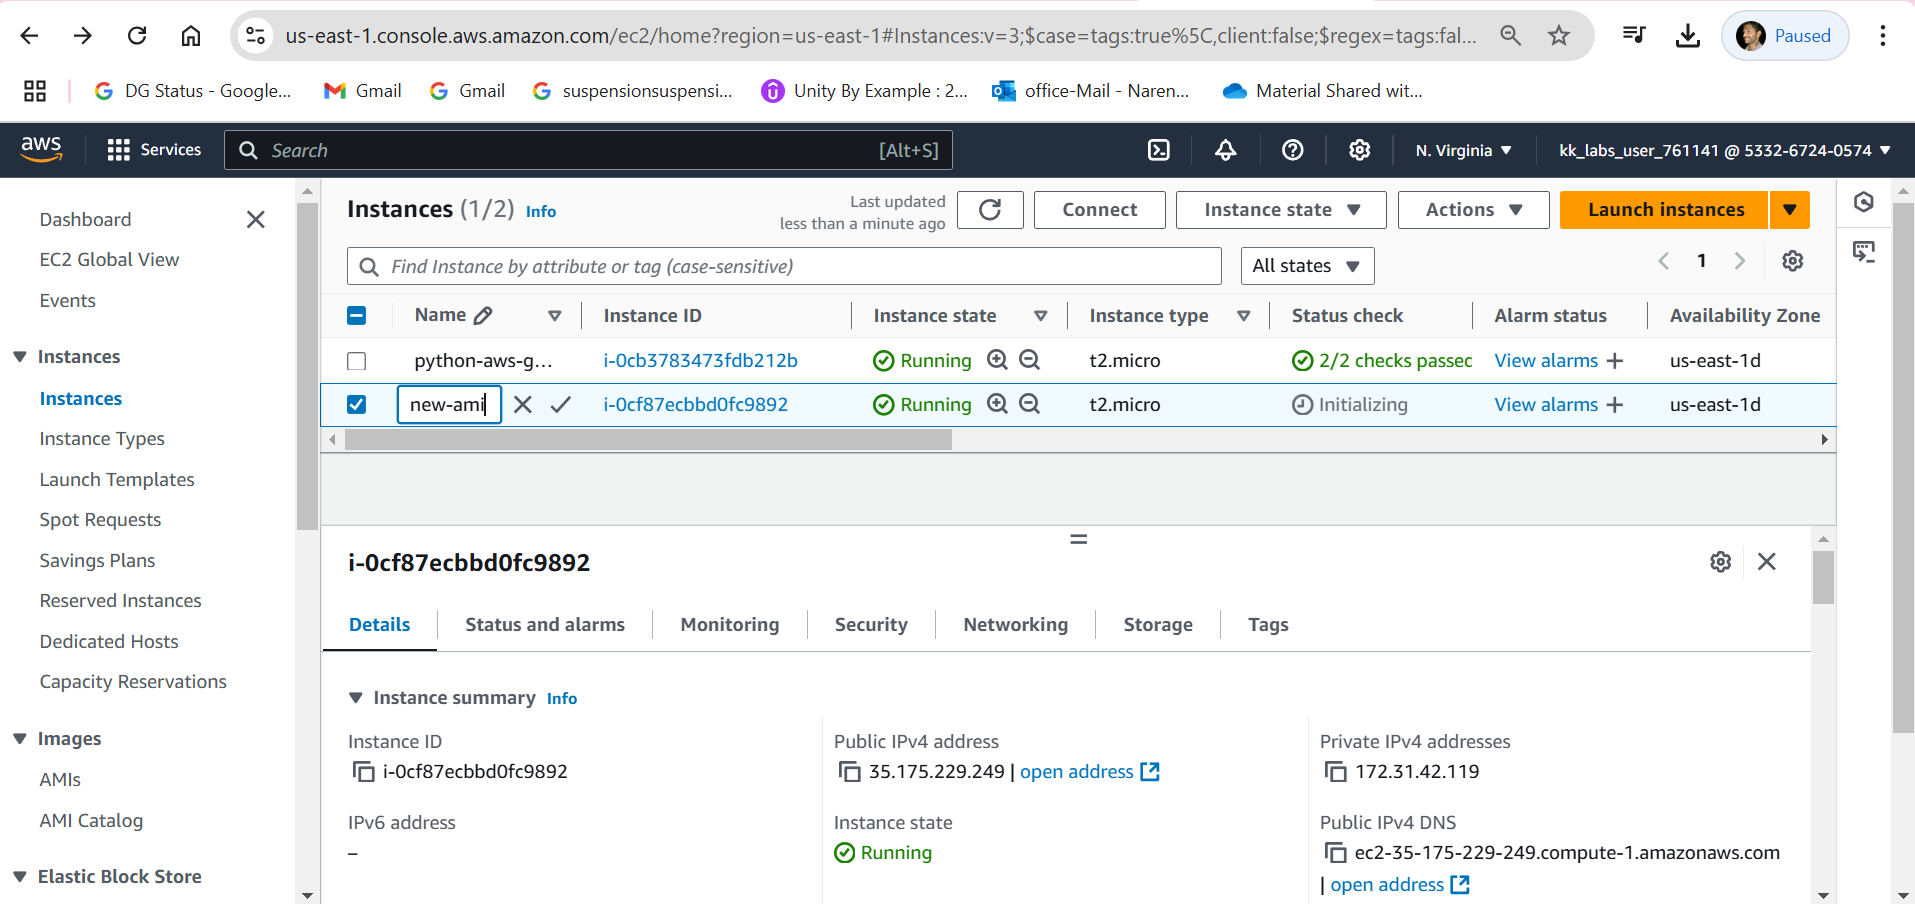 us-east-1.console.aws.amazon.com/ec2/home?region=us-east-1#Instances:v=3;$case=tags:true%5C,client:false;$regex=tags:fal...
Paused
DG Status - Google...
Gmail
Gmail
suspensionsuspensi...
Unity By Example : 2...
office-Mail - Naren...
Material Shared wit...
aws
Services
Search
[Alt+S]
N. Virginia
kk_labs_user_761141 @ 5332-6724-0574
Dashboard
EC2 Global View
Events
Instances
Instances
Instance Types
Launch Templates
Spot Requests
Savings Plans
Reserved Instances
Dedicated Hosts
Capacity Reservations
Images
AMIs
AMI Catalog
Elastic Block Store
Instances (1/2) Info
Last updated
less than a minute ago
Connect
Instance state
Actions
Launch instances
Find Instance by attribute or tag (case-sensitive)
All states
1
Name Instance ID Instance state Instance type Status check Alarm status Availability Zone
python-aws-g... i-0cb3783473fdb212b Running t2.micro 2/2 checks passec View alarms + us-east-1d
new-ami i-0cf87ecbbd0fc9892 Running t2.micro Initializing View alarms + us-east-1d
i-0cf87ecbbd0fc9892
Details
Status and alarms
Monitoring
Security
Networking
Storage
Tags
Instance summary Info
Instance ID
i-0cf87ecbbd0fc9892
Public IPv4 address
35.175.229.249 | open address
Private IPv4 addresses
172.31.42.119
IPv6 address
–
Instance state
Running
Public IPv4 DNS
ec2-35-175-229-249.compute-1.amazonaws.com
| open address